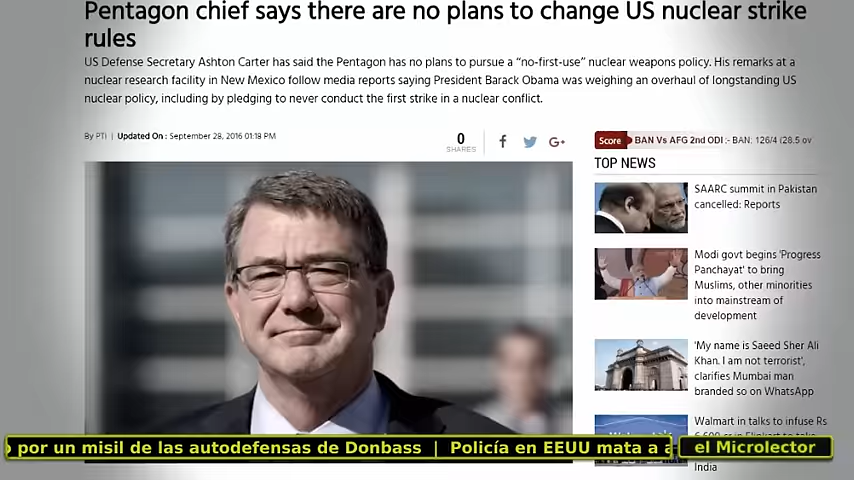 Pentagon chief says there are no plans to change US nuclear strike
rules
US Defense Secretary Ashton Carter has said the Pentagon has no plans to pursue a "no-first-use" nuclear weapons policy. His remarks at a
nuclear research facility in New Mexico follow media reports saying President Barack Obama was weighing an overhaul of longstanding US
nuclear policy, including by pledging to never conduct the first strike in a nuclear conflict.
By PTI | Updated On : September 28, 2016 01:18 PM
0
SHARES
f
G+
Score
BAN Vs AFG 2nd ODI :- BAN: 126/4 (28.5 ov
TOP NEWS
SAARC summit in Pakistan
cancelled: Reports
Modi govt begins 'Progress
Panchayat' to bring
Muslims, other minorities
into mainstream of
development
'My name is Saeed Sher Ali
Khan. I am not terrorist',
clarifies Mumbai man
branded so on WhatsApp
Walmart in talks to infuse Rs
India
por un misil de las autodefensas de Donbass | Policía en EEUU mata a
el Microlector